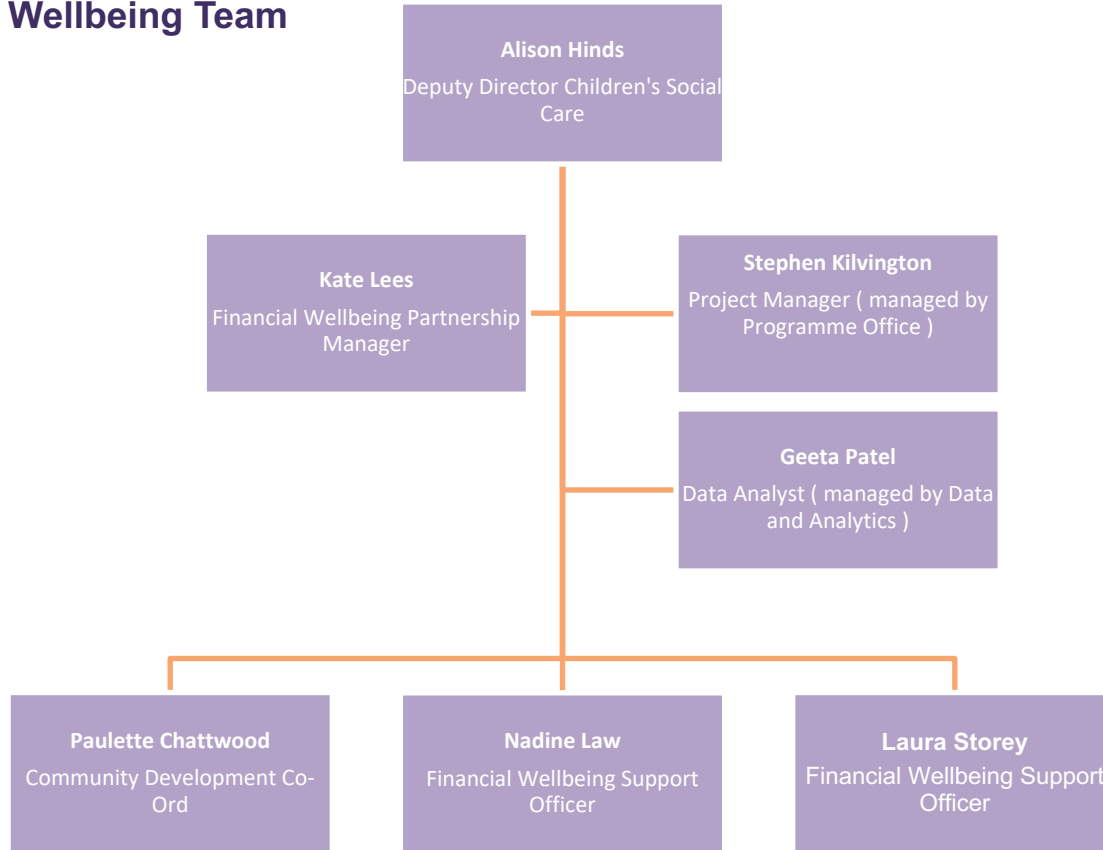 Wellbeing Team
Alison Hinds
Deputy Director Children's Social
Care
Kate Lees
Financial Wellbeing Partnership
Manager
Stephen Kilvington
Project Manager ( managed by
Programme Office )
Geeta Patel
Data Analyst ( managed by Data
and Analytics )
Paulette Chattwood
Community Development Co-
Ord
Nadine Law
Financial Wellbeing Support
Officer
Laura Storey
Financial Wellbeing Support
Officer